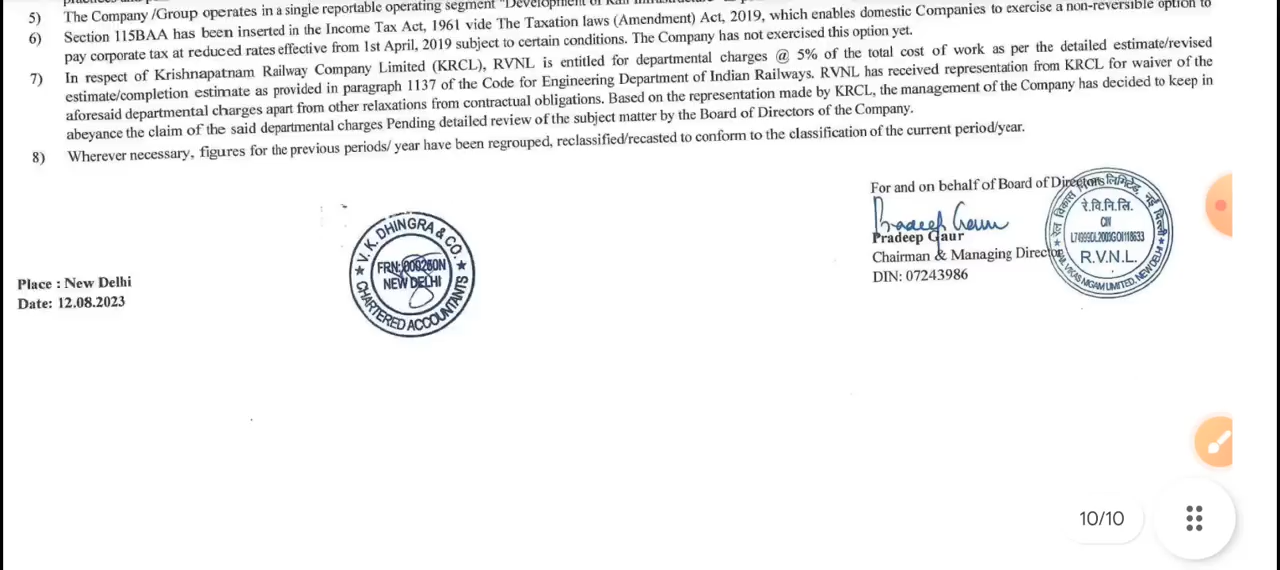 5) The Company /Group operates in a single reportable operating segment "Development of Rail Infrastructure"
6) Section 115BAA has been inserted in the Income Tax Act, 1961 vide The Taxation laws (Amendment) Act, 2019, which enables domestic Companies to exercise a non-reversible option to
pay corporate tax at reduced rates effective from 1st April, 2019 subject to certain conditions. The Company has not exercised this option yet.
7) In respect of Krishnapatnam Railway Company Limited (KRCL), RVNL is entitled for departmental charges @ 5% of the total cost of work as per the detailed estimate/revised
estimate/completion estimate as provided in paragraph 1137 of the Code for Engineering Department of Indian Railways. RVNL has received representation from KRCL for waiver of the
aforesaid departmental charges apart from other relaxations from contractual obligations. Based on the representation made by KRCL, the management of the Company has decided to keep in
abeyance the claim of the said departmental charges Pending detailed review of the subject matter by the Board of Directors of the Company.
8) Wherever necessary, figures for the previous periods/ year have been regrouped, reclassified/recasted to conform to the classification of the current period/year.
For and on behalf of Board of Directors
Pradeep Gaur
Pradeep Gaur
Chairman & Managing Director
DIN: 07243986
रेल विकास निगम लिमिटेड, नई दिल्ली
रे.वि.नि.लि.
CIN
R.V.N.L.
VIKAS NIGAM LIMITED, NEW DELHI
V. K. DHINGRA & CO.
FRN:000250N
NEW DELHI
CHARTERED ACCOUNTANTS
Place : New Delhi
Date: 12.08.2023
10/10